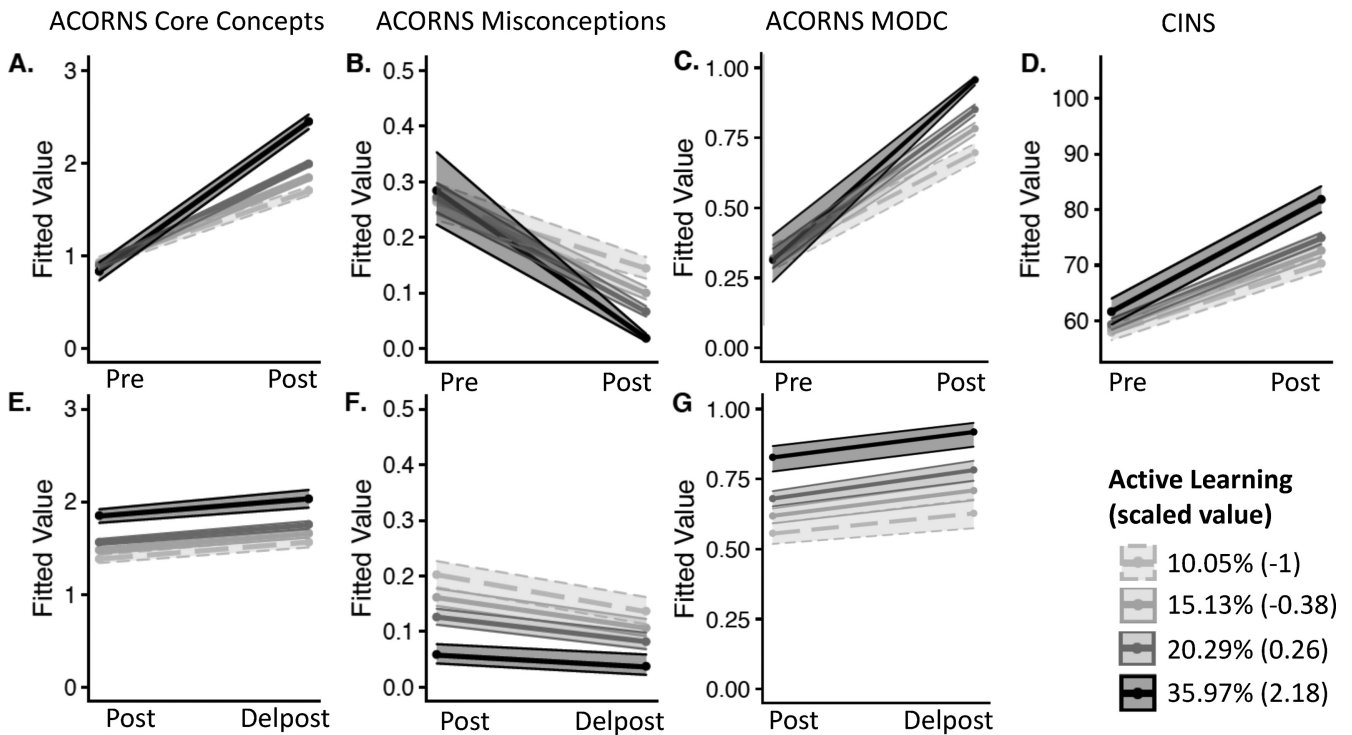 ACORNS Core Concepts
ACORNS Misconceptions
ACORNS MODC
CINS
A.
3
2
1
0
Fitted Value
Pre
Post
B.
0.5
0.4
0.3
0.2
0.1
0.0
Fitted Value
Pre
Post
C.
1.00
0.75
0.50
0.25
0.00
Fitted Value
Pre
Post
D.
100
90
80
70
60
Fitted Value
Pre
Post
E.
3
2
1
0
Fitted Value
Post
Delpost
F.
0.5
0.4
0.3
0.2
0.1
0.0
Fitted Value
Post
Delpost
G
1.00
0.75
0.50
0.25
0.00
Fitted Value
Post
Delpost
Active Learning
(scaled value)
10.05% (-1)
15.13% (-0.38)
20.29% (0.26)
35.97% (2.18)